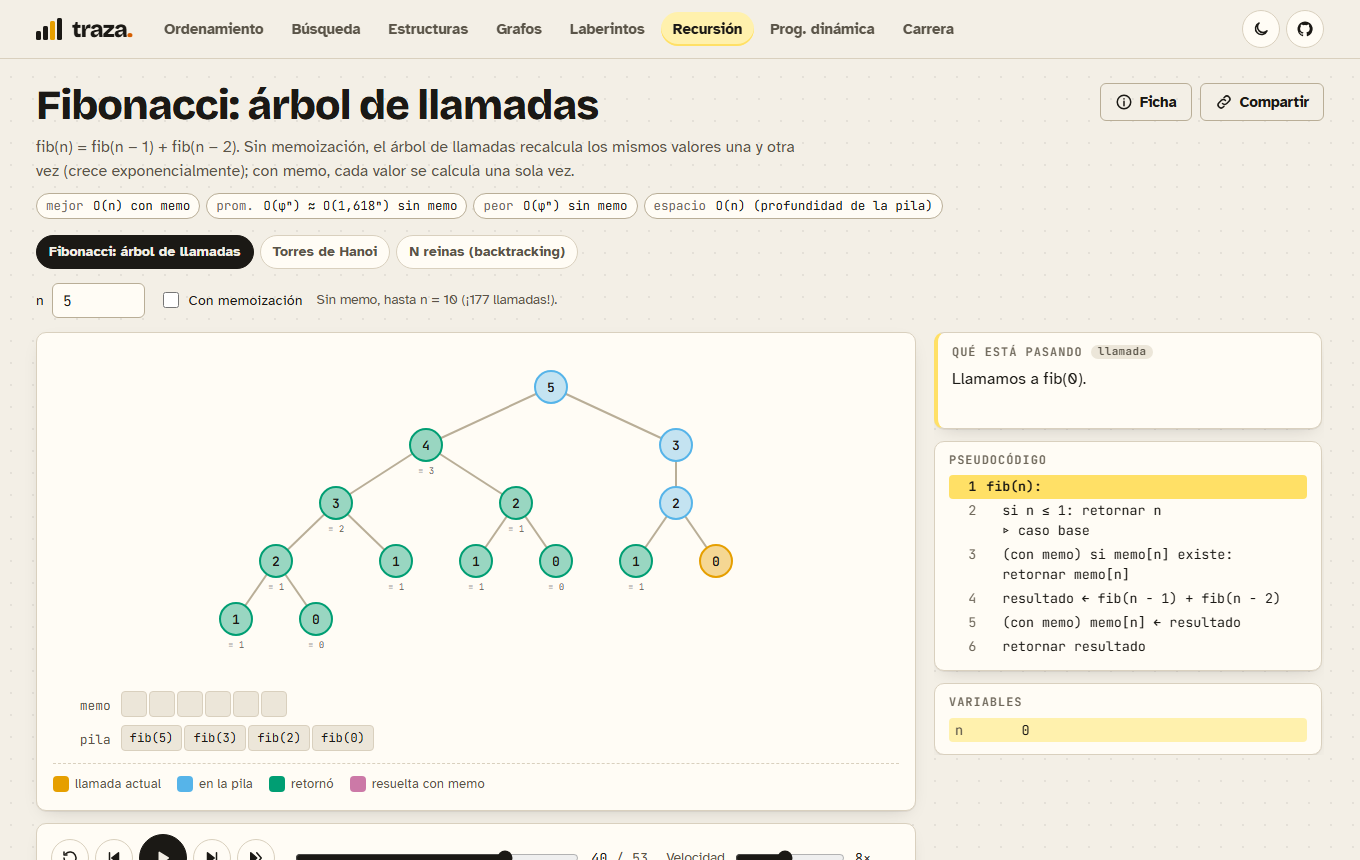 traza.
Ordenamiento Búsqueda Estructuras Grafos Laberintos Recursión Prog. dinámica Carrera
Fibonacci: árbol de llamadas
Ficha Compartir
fib(n) = fib(n − 1) + fib(n − 2). Sin memoización, el árbol de llamadas recalcula los mismos valores una y otra
vez (crece exponencialmente); con memo, cada valor se calcula una sola vez.
mejor O(n) con memo prom. O(φⁿ) ≈ O(1,618ⁿ) sin memo peor O(φⁿ) sin memo espacio O(n) (profundidad de la pila)
Fibonacci: árbol de llamadas Torres de Hanoi N reinas (backtracking)
n 5 Con memoización Sin memo, hasta n = 10 (¡177 llamadas!).
5
4 3
= 3
3 2 2
= 2 = 1
2 1 1 0 1 0
= 1 = 1 = 1 = 0 = 1
1 0
= 1 = 0
memo
pila fib(5) fib(3) fib(2) fib(0)
llamada actual en la pila retornó resuelta con memo
40 / 53 Velocidad 8×
QUÉ ESTÁ PASANDO llamada
Llamamos a fib(0).
PSEUDOCÓDIGO
1 fib(n):
2 si n ≤ 1: retornar n
▹ caso base
3 (con memo) si memo[n] existe:
retornar memo[n]
4 resultado ← fib(n - 1) + fib(n - 2)
5 (con memo) memo[n] ← resultado
6 retornar resultado
VARIABLES
n 0